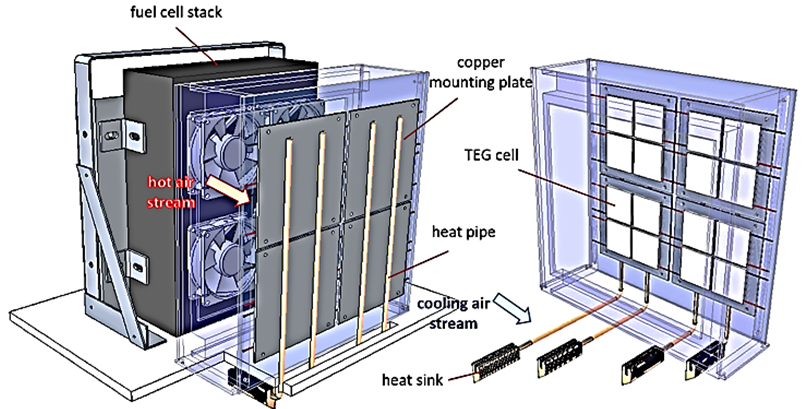 fuel cell stack
copper
mounting plate
TEG cell
hot air
stream
heat pipe
cooling air
stream
heat sink